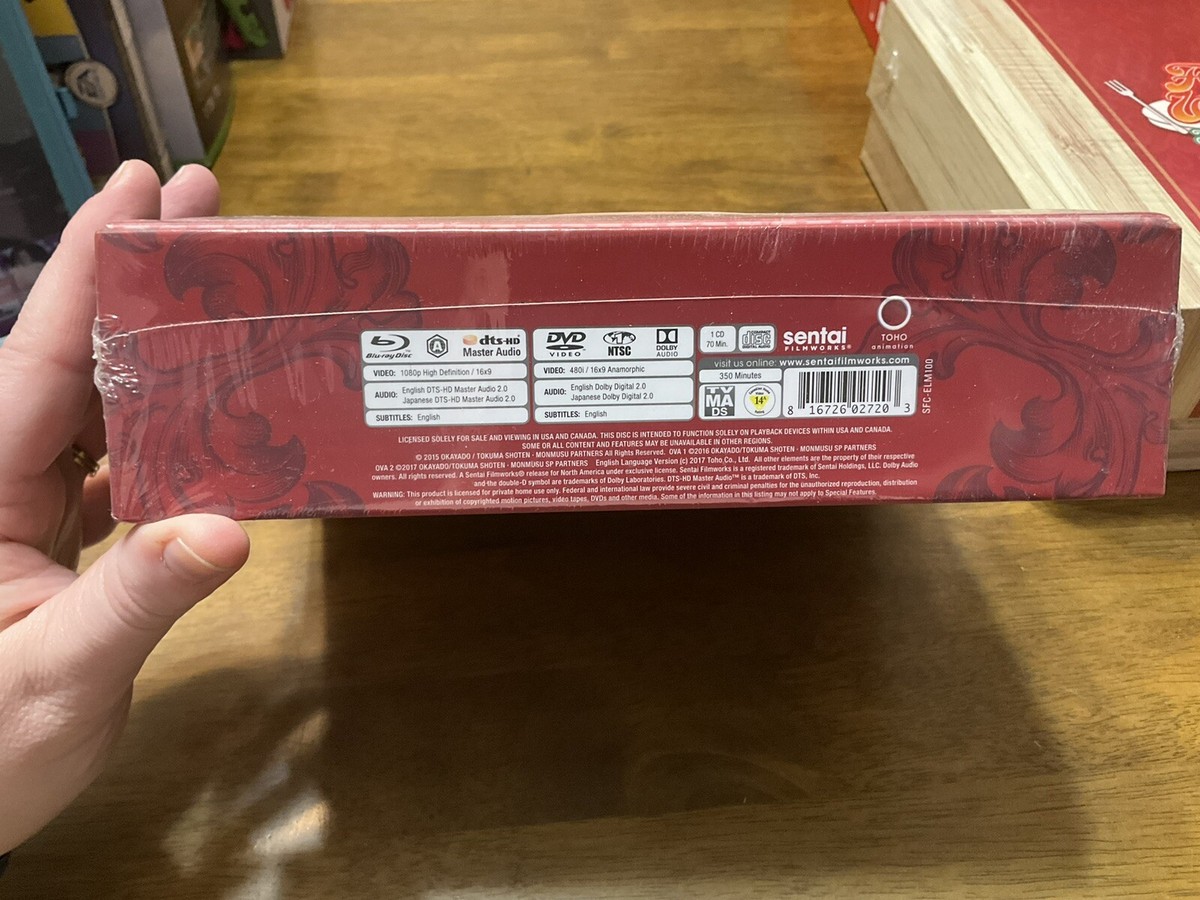 Blu-ray Disc
A
dts-HD
Master Audio
VIDEO: 1080p High Definition / 16x9
AUDIO: English DTS-HD Master Audio 2.0
Japanese DTS-HD Master Audio 2.0
SUBTITLES: English
DVD
VIDEO
1
NTSC
DOLBY
AUDIO
VIDEO: 480i / 16x9 Anamorphic
AUDIO: English Dolby Digital 2.0
Japanese Dolby Digital 2.0
SUBTITLES: English
1 CD
70 Min.
COMPACT
disc
DIGITAL AUDIO
sentai
FILMWORKS®
TOHO
animation
visit us online: www.sentaifilmworks.com
350 Minutes
TV
MA
DS
14A
8 16726 02720 3
SFC-ELM100
LICENSED SOLELY FOR SALE AND VIEWING IN USA AND CANADA. THIS DISC IS INTENDED TO FUNCTION SOLELY ON PLAYBACK DEVICES WITHIN USA AND CANADA.
SOME OR ALL CONTENT AND FEATURES MAY BE UNAVAILABLE IN OTHER REGIONS.
© 2015 OKAYADO / TOKUMA SHOTEN · MONMUSU PARTNERS All Rights Reserved. OVA 1 ©2016 OKAYADO/TOKUMA SHOTEN · MONMUSU SP PARTNERS
OVA 2 ©2017 OKAYADO/TOKUMA SHOTEN · MONMUSU SP PARTNERS English Language Version (c) 2017 Toho Co., Ltd. All other elements are the property of their respective
owners. All rights reserved. A Sentai Filmworks® release for North America under exclusive license. Sentai Filmworks is a registered trademark of Sentai Holdings, LLC. Dolby Audio
and the double-D symbol are trademarks of Dolby Laboratories. DTS-HD Master Audio™ is a trademark of DTS, Inc.
WARNING: This product is licensed for private home use only. Federal and international law provide severe civil and criminal penalties for the unauthorized reproduction, distribution
or exhibition of copyrighted motion pictures, video tapes, DVDs and other media. Some of the information in this listing may not apply to Special Features.